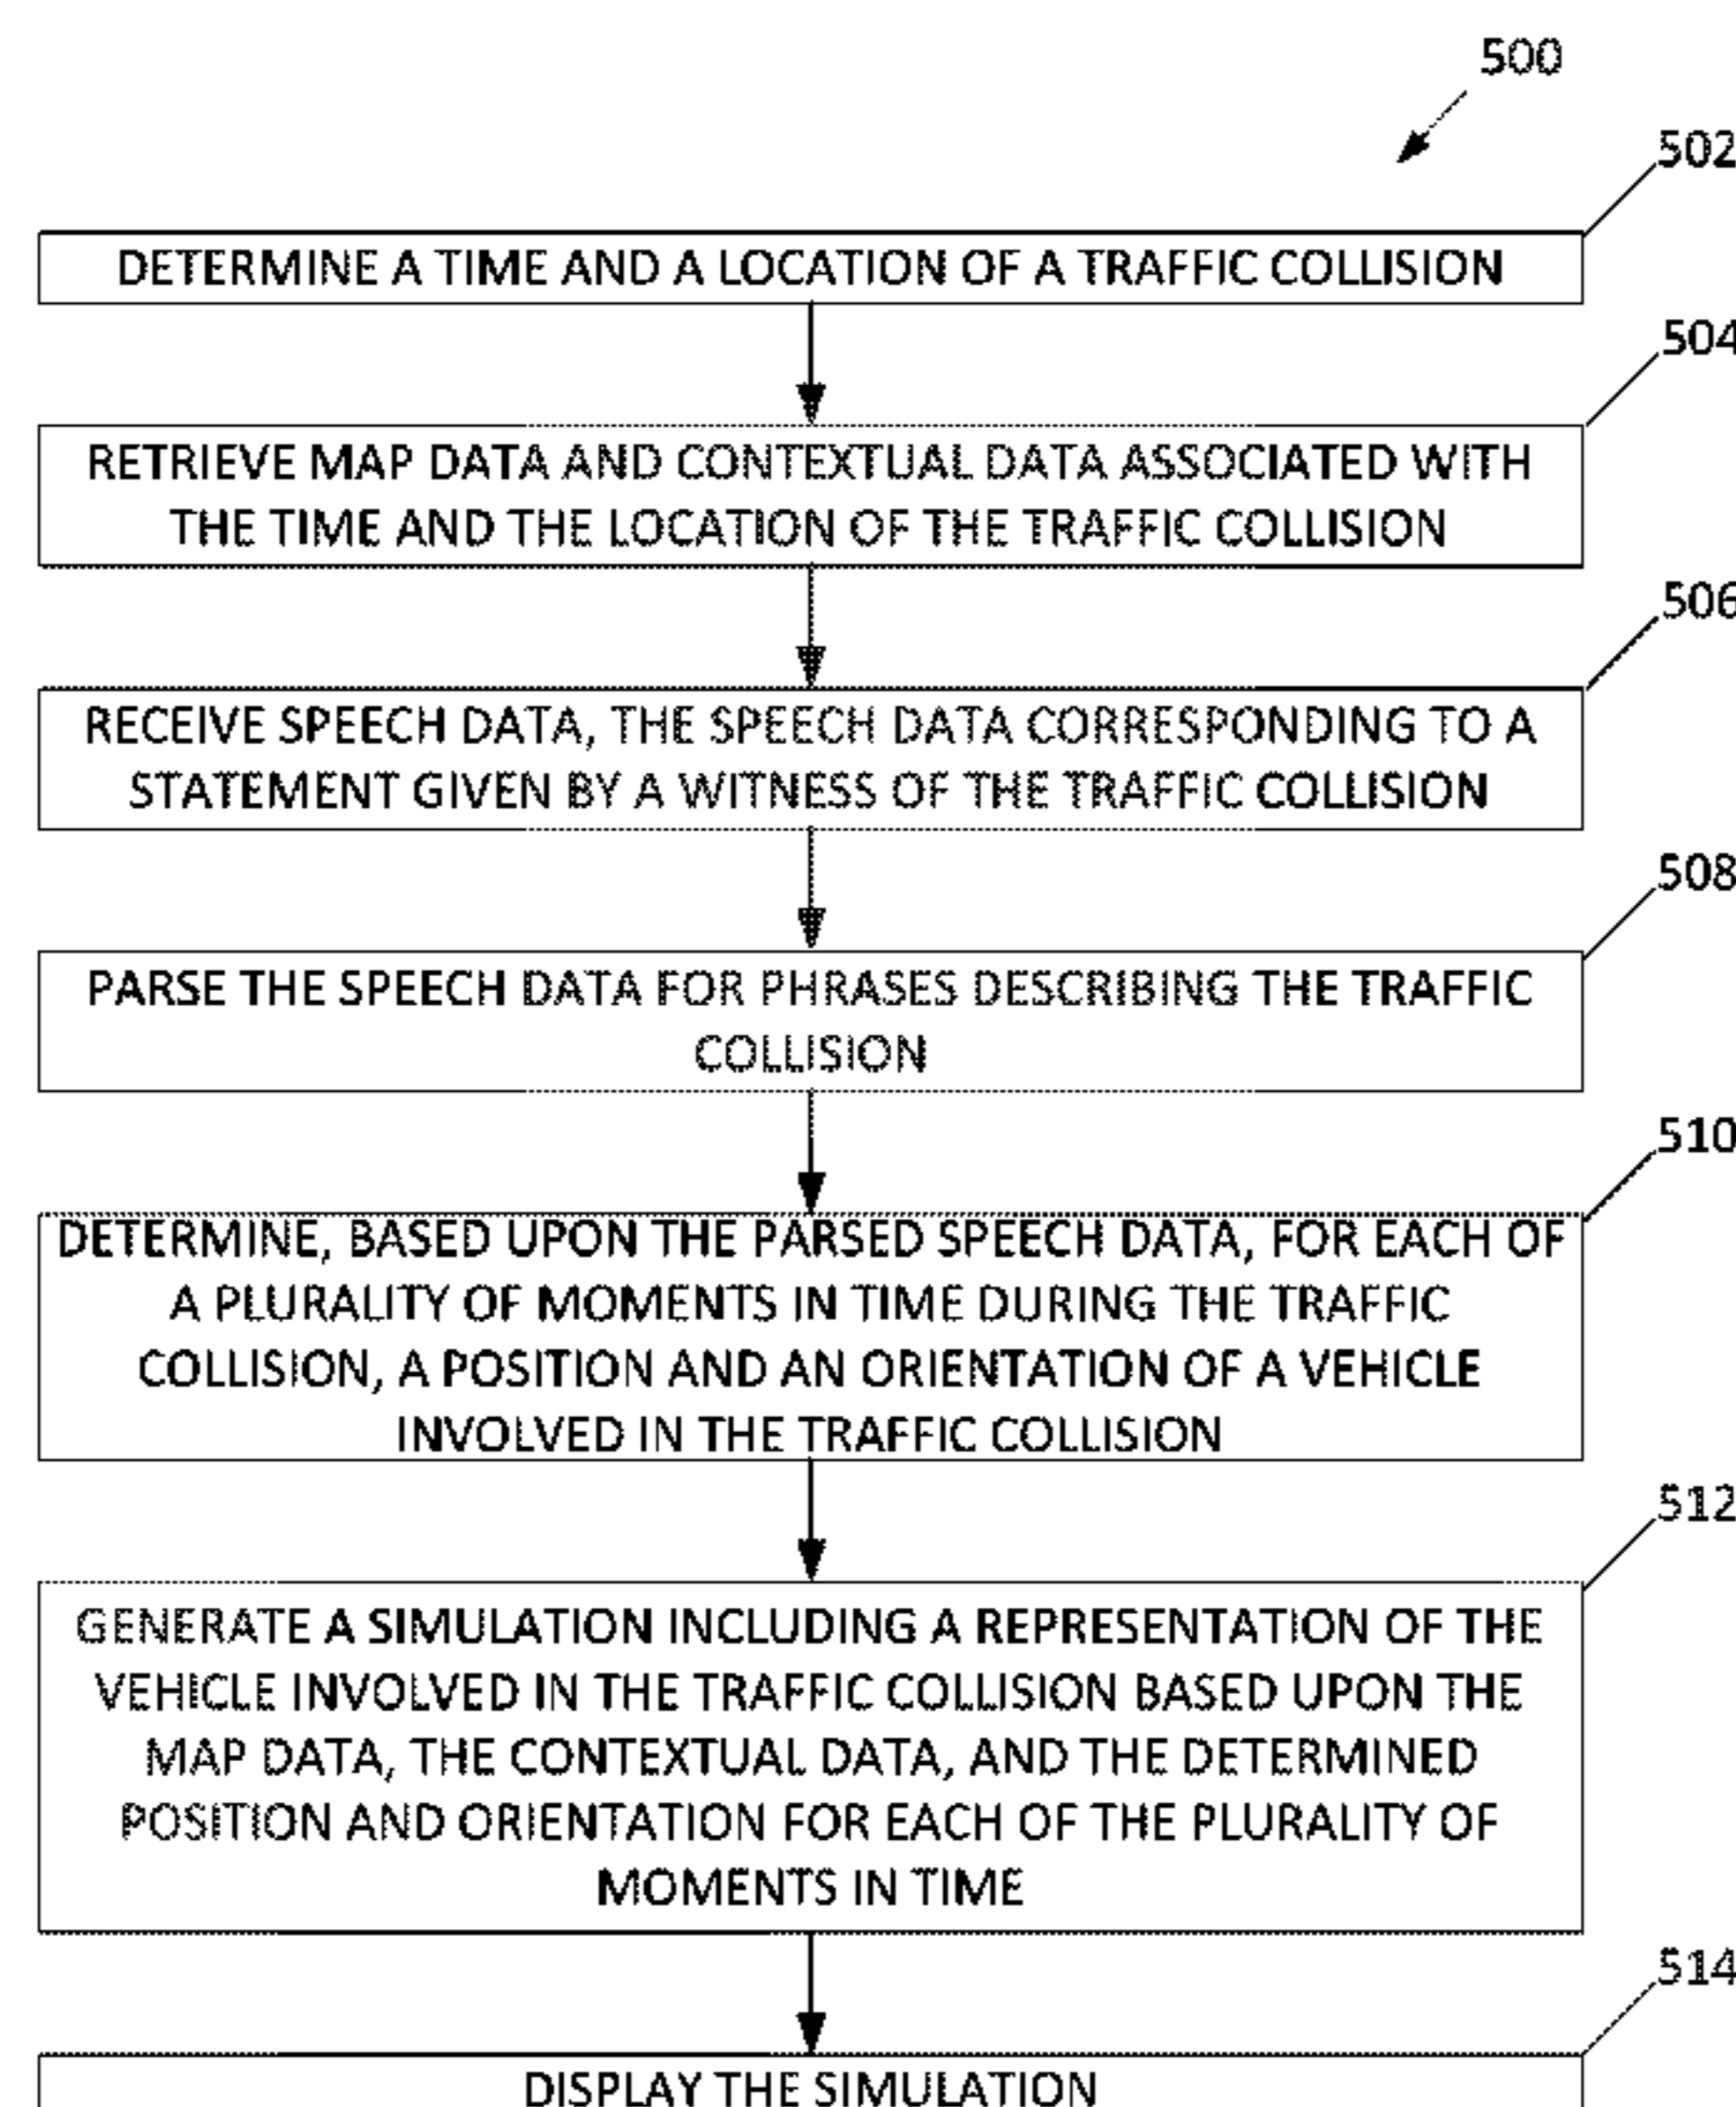 500
502
DETERMINE A TIME AND A LOCATION OF A TRAFFIC COLLISION
504
RETRIEVE MAP DATA AND CONTEXTUAL DATA ASSOCIATED WITH
THE TIME AND THE LOCATION OF THE TRAFFIC COLLISION
506
RECEIVE SPEECH DATA, THE SPEECH DATA CORRESPONDING TO A
STATEMENT GIVEN BY A WITNESS OF THE TRAFFIC COLLISION
508
PARSE THE SPEECH DATA FOR PHRASES DESCRIBING THE TRAFFIC
COLLISION
510
DETERMINE, BASED UPON THE PARSED SPEECH DATA, FOR EACH OF
A PLURALITY OF MOMENTS IN TIME DURING THE TRAFFIC
COLLISION, A POSITION AND AN ORIENTATION OF A VEHICLE
INVOLVED IN THE TRAFFIC COLLISION
512
GENERATE A SIMULATION INCLUDING A REPRESENTATION OF THE
VEHICLE INVOLVED IN THE TRAFFIC COLLISION BASED UPON THE
MAP DATA, THE CONTEXTUAL DATA, AND THE DETERMINED
POSITION AND ORIENTATION FOR EACH OF THE PLURALITY OF
MOMENTS IN TIME
514
DISPLAY THE SIMULATION